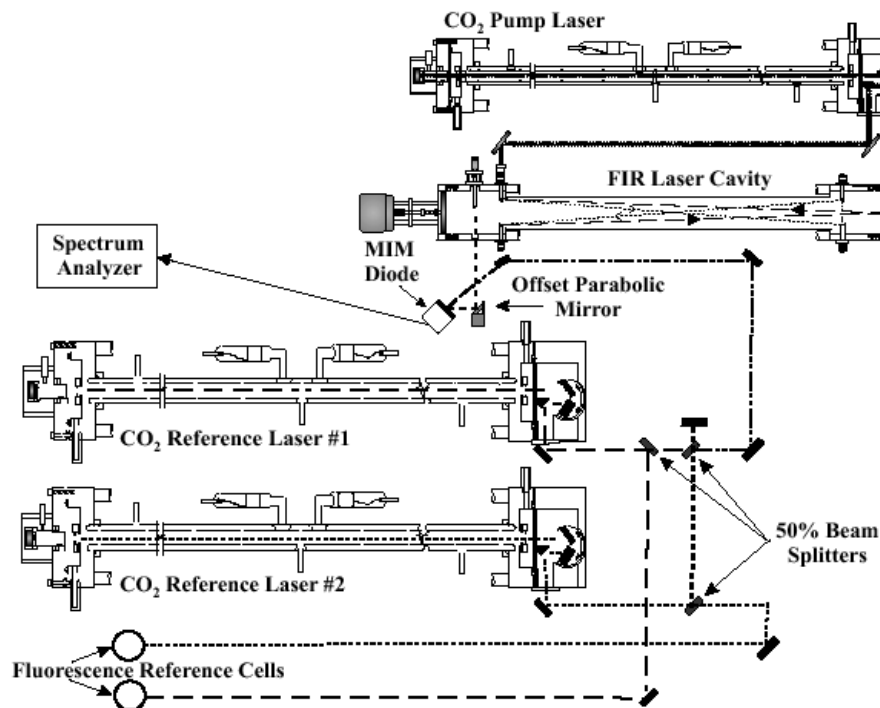 CO₂ Pump Laser
FIR Laser Cavity
Spectrum
Analyzer
MIM
Diode
Offset Parabolic
Mirror
CO₂ Reference Laser #1
50% Beam
Splitters
CO₂ Reference Laser #2
Fluorescence Reference Cells